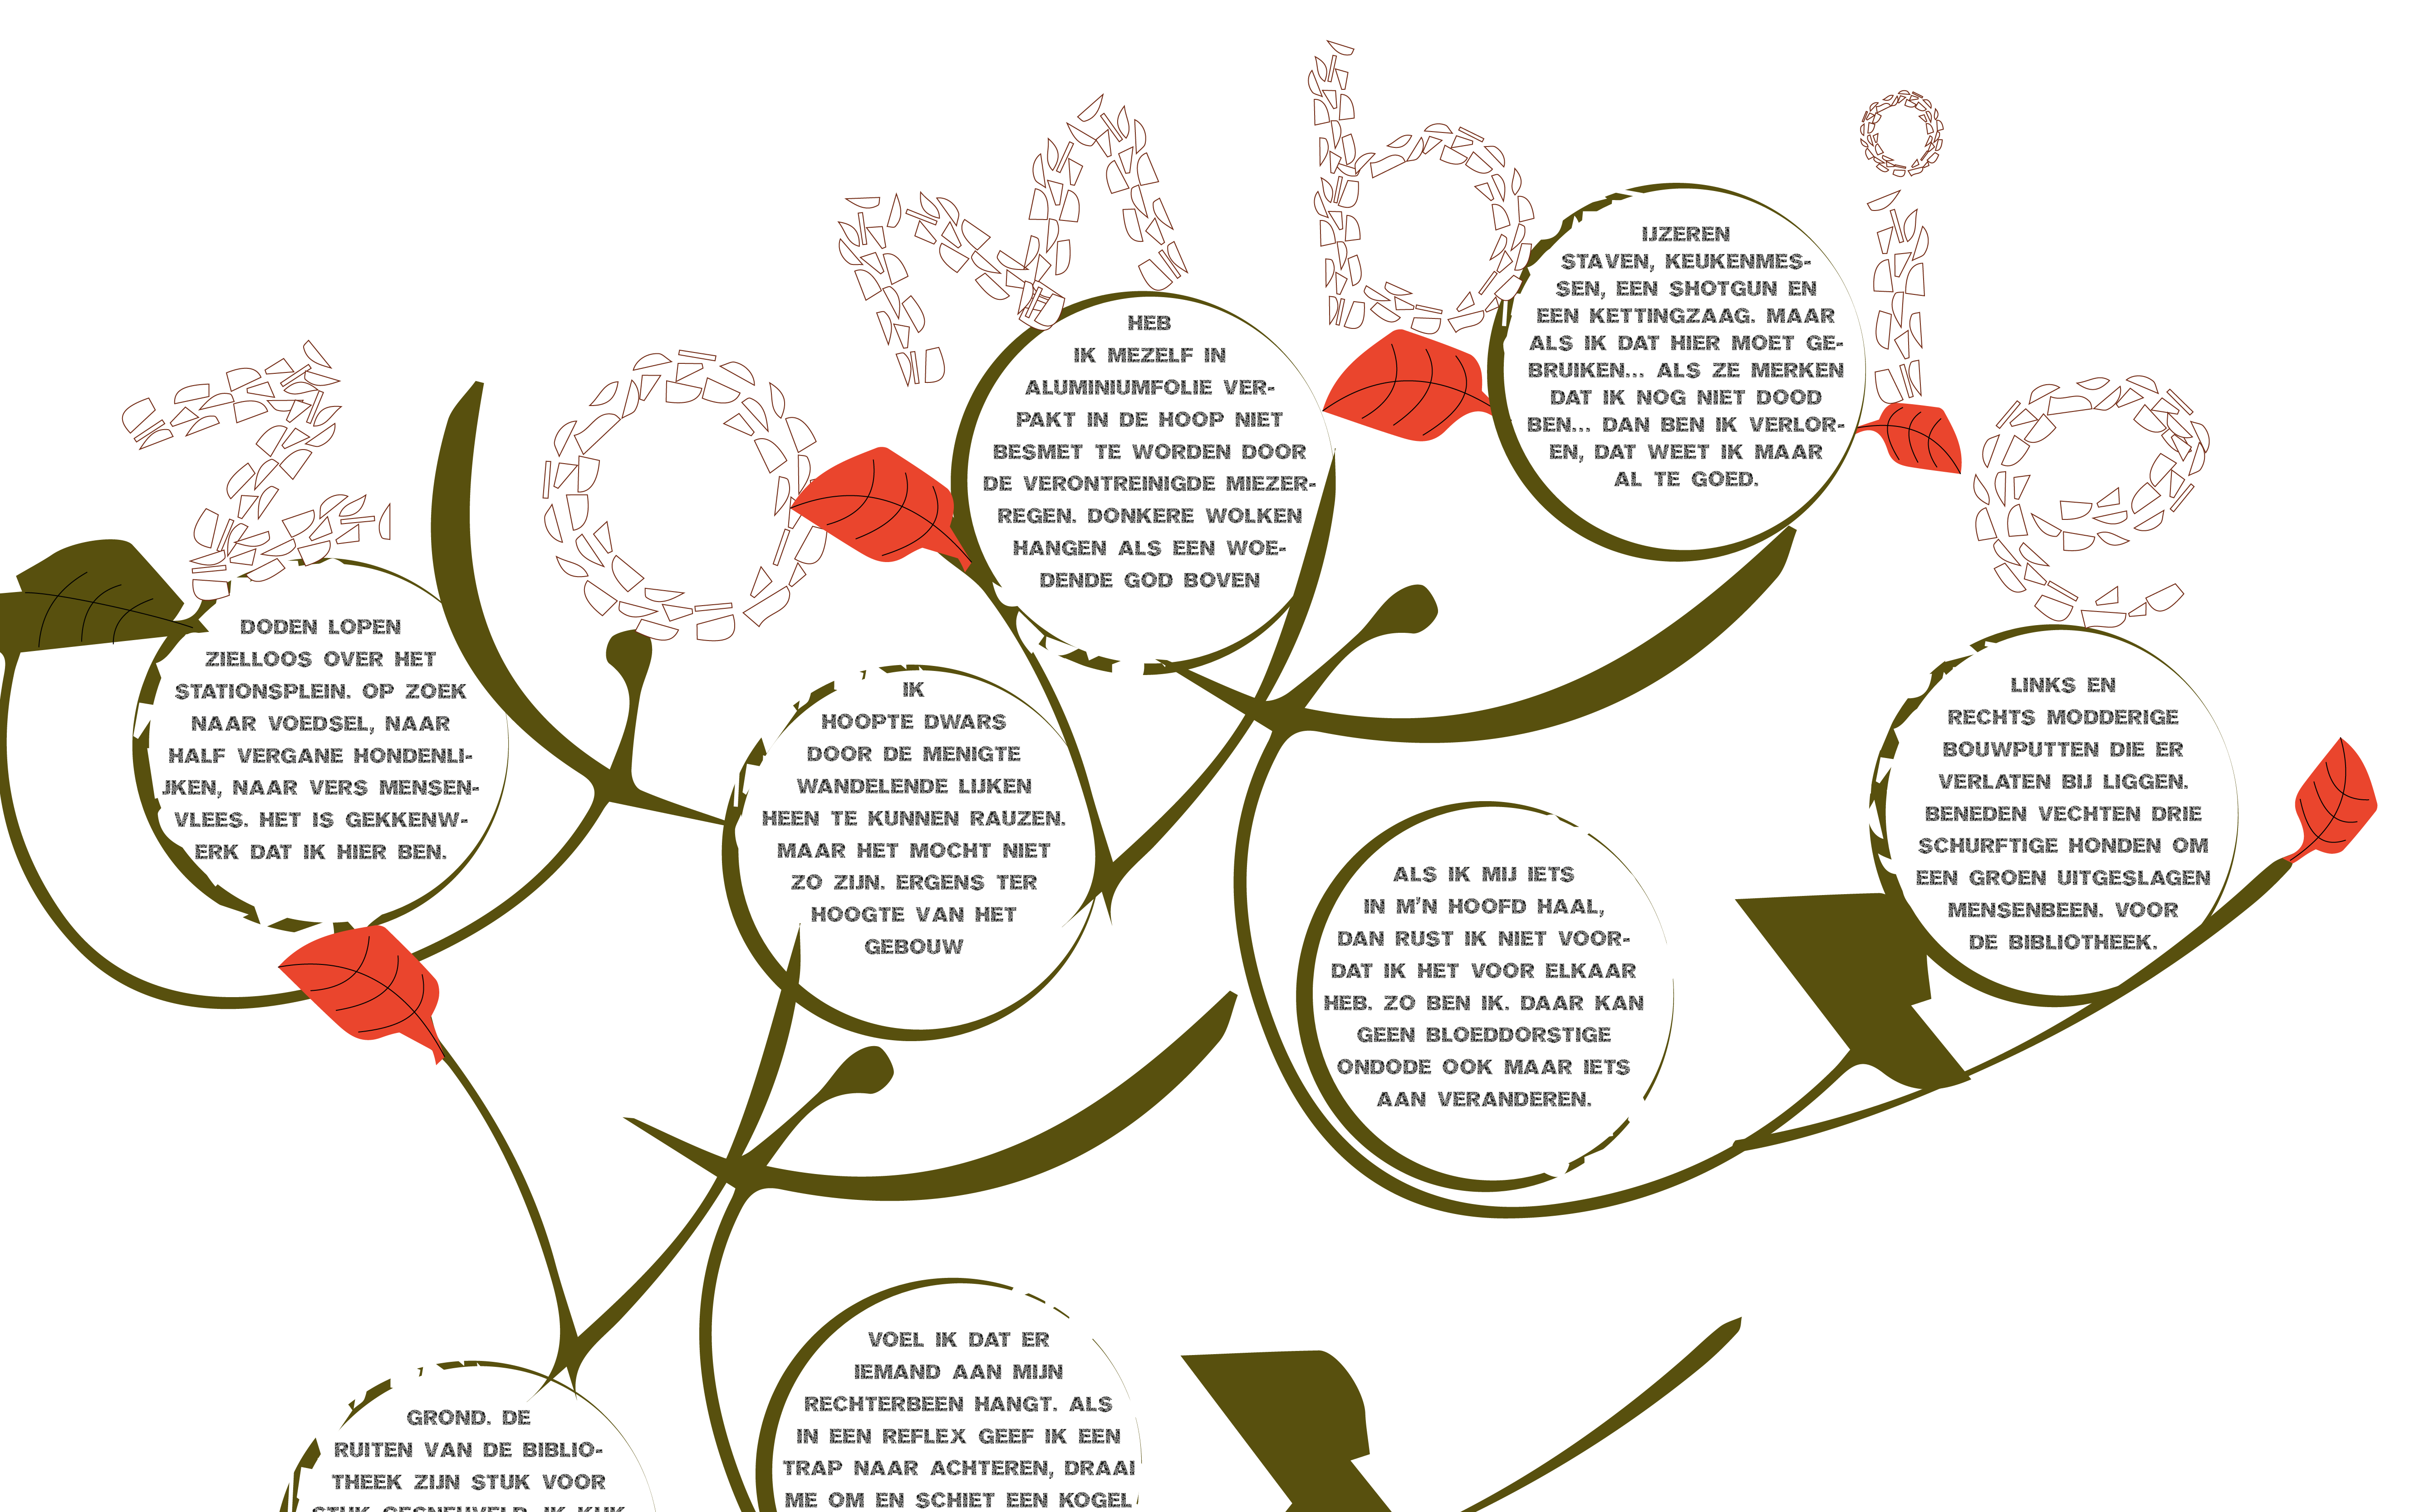 zoMbie
DODEN LOPEN
ZIELLOOS OVER HET
STATIONSPLEIN. OP ZOEK
NAAR VOEDSEL, NAAR
HALF VERGANE HONDENLI-
JKEN, NAAR VERS MENSEN-
VLEES. HET IS GEKKENW-
ERK DAT IK HIER BEN.
IK
HOOPTE DWARS
DOOR DE MENIGTE
WANDELENDE LIJKEN
HEEN TE KUNNEN RAUZEN.
MAAR HET MOCHT NIET
ZO ZIJN. ERGENS TER
HOOGTE VAN HET
GEBOUW
HEB
IK MEZELF IN
ALUMINIUMFOLIE VER-
PAKT IN DE HOOP NIET
BESMET TE WORDEN DOOR
DE VERONTREINIGDE MIEZER-
REGEN. DONKERE WOLKEN
HANGEN ALS EEN WOE-
DENDE GOD BOVEN
IJZEREN
STAVEN, KEUKENMES-
SEN, EEN SHOTGUN EN
EEN KETTINGZAAG. MAAR
ALS IK DAT HIER MOET GE-
BRUIKEN... ALS ZE MERKEN
DAT IK NOG NIET DOOD
BEN... DAN BEN IK VERLOR-
EN, DAT WEET IK MAAR
AL TE GOED.
ALS IK MIJ IETS
IN M'N HOOFD HAAL,
DAN RUST IK NIET VOOR-
DAT IK HET VOOR ELKAAR
HEB. ZO BEN IK. DAAR KAN
GEEN BLOEDDORSTIGE
ONDODE OOK MAAR IETS
AAN VERANDEREN.
LINKS EN
RECHTS MODDERIGE
BOUWPUTTEN DIE ER
VERLATEN BIJ LIGGEN.
BENEDEN VECHTEN DRIE
SCHURFTIGE HONDEN OM
EEN GROEN UITGESLAGEN
MENSENBEEN. VOOR
DE BIBLIOTHEEK.
GROND. DE
RUITEN VAN DE BIBLIO-
THEEK ZIJN STUK VOOR
STUK GESNEUVELD. IK KIJK
VOEL IK DAT ER
IEMAND AAN MIJN
RECHTERBEEN HANGT. ALS
IN EEN REFLEX GEEF IK EEN
TRAP NAAR ACHTEREN, DRAAI
ME OM EN SCHIET EEN KOGEL